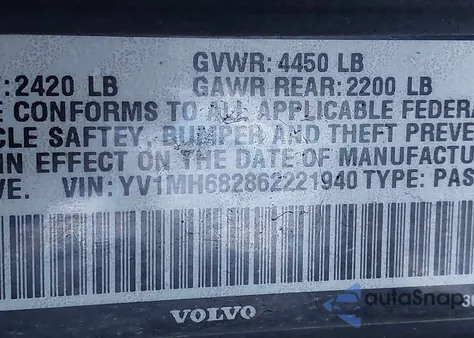 GVWR: 4450 LB
: 2420 LB GAWR REAR: 2200 LB
E CONFORMS TO ALL APPLICABLE FEDERA
CLE SAFTEY, BUMPER AND THEFT PREVE
IN EFFECT ON THE DATE OF MANUFACTU
VE. VIN: YV1MH682862221940 TYPE: PAS
VOLVO
autoSnap